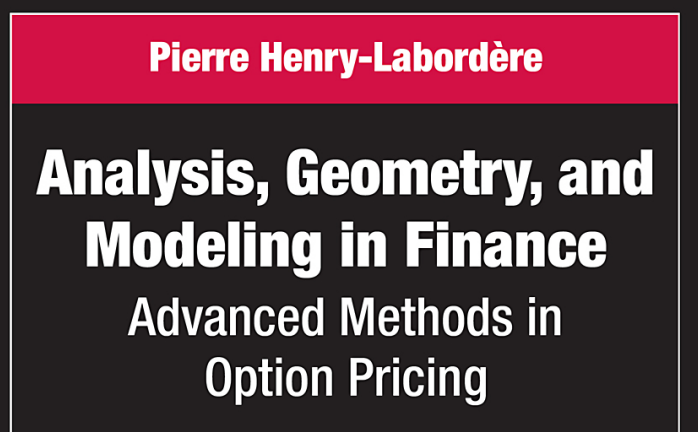 Pierre Henry-Labordère
Analysis, Geometry, and
Modeling in Finance
Advanced Methods in
Option Pricing